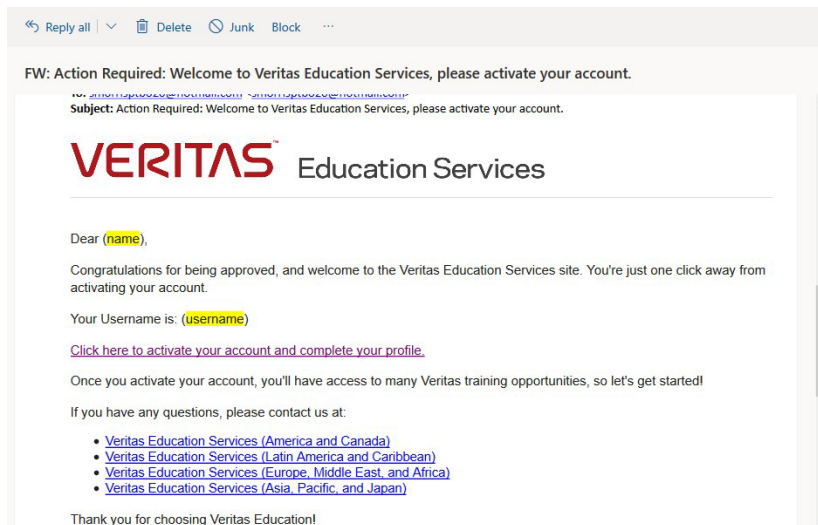 Reply all Delete Junk Block ...
FW: Action Required: Welcome to Veritas Education Services, please activate your account.
Subject: Action Required: Welcome to Veritas Education Services, please activate your account.
VERITAS™ Education Services
Dear (name),
Congratulations for being approved, and welcome to the Veritas Education Services site. You're just one click away from
activating your account.
Your Username is: (username)
Click here to activate your account and complete your profile.
Once you activate your account, you'll have access to many Veritas training opportunities, so let's get started!
If you have any questions, please contact us at:
• Veritas Education Services (America and Canada)
• Veritas Education Services (Latin America and Caribbean)
• Veritas Education Services (Europe, Middle East, and Africa)
• Veritas Education Services (Asia, Pacific, and Japan)
Thank you for choosing Veritas Education!